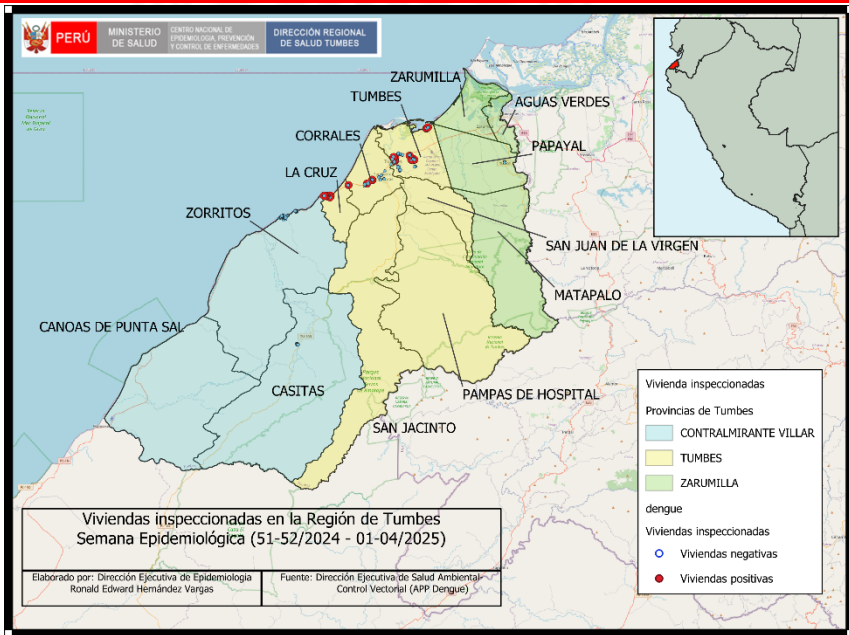 PERÚ
MINISTERIO
DE SALUD
CENTRO NACIONAL DE
EPIDEMIOLOGÍA, PREVENCIÓN
Y CONTROL DE ENFERMEDADES
DIRECCIÓN REGIONAL
DE SALUD TUMBES
ZARUMILLA
TUMBES
AGUAS VERDES
CORRALES
PAPAYAL
LA CRUZ
ZORRITOS
SAN JUAN DE LA VIRGEN
MATAPALO
CANOAS DE PUNTA SAL
CASITAS
PAMPAS DE HOSPITAL
SAN JACINTO
Vivienda inspeccionadas
Provincias de Tumbes
CONTRALMIRANTE VILLAR
TUMBES
ZARUMILLA
dengue
Viviendas inspeccionadas
Viviendas negativas
Viviendas positivas
Viviendas inspeccionadas en la Región de Tumbes
Semana Epidemiológica (51-52/2024 - 01-04/2025)
Elaborado por: Dirección Ejecutiva de Epidemiologia
Ronald Edward Hernández Vargas
Fuente: Dirección Ejecutiva de Salud Ambiental-
Control Vectorial (APP Dengue)